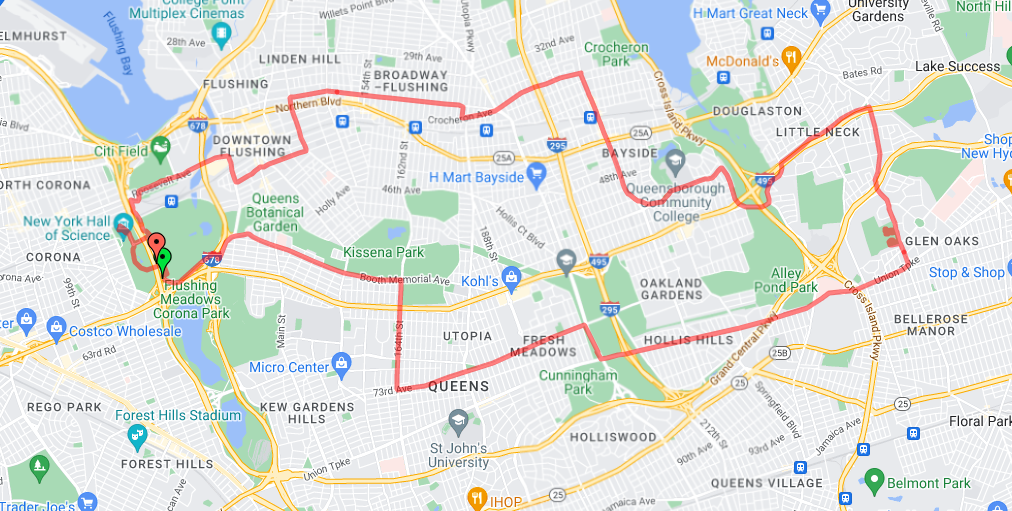 College Point
Multiplex Cinemas
ELMHURST
Flushing Bay
28th Ave
Willets Point Blvd
LINDEN HILL
154th St
BROADWAY
-FLUSHING
29th Ave
Utopia Pkwy
32nd Ave
Crocheron
Park
H Mart Great Neck
University
Gardens
North Hil
McDonald's
Bates Rd
Lake Success
FLUSHING
Northern Blvd
Crocheron Ave
Cross Island Pkwy
DOUGLASTON
LITTLE NECK
678
DOWNTOWN
FLUSHING
Citi Field
162nd St
25A
295
25A
BAYSIDE
Shop
New Hyd
ORTH CORONA
Roosevelt Ave
Holly Ave
46th Ave
H Mart Bayside
48th Ave
Queensborough
Community
College
495
New York Hall
of Science
Queens
Botanical
Garden
Hollis Ct Blvd
188th St
CORONA
678
Kissena Park
GLEN OAKS
Flushing
Meadows
Corona Park
Booth Memorial Ave
Kohl's
495
OAKLAND
GARDENS
Alley
Pond Park
Union Tpke
Stop & Shop
99th St
295
Cross Island Pkwy
Costco Wholesale
63rd Rd
Main St
164th St
UTOPIA
FRESH
MEADOWS
HOLLIS HILLS
Grand Central Pkwy
BELLEROSE
MANOR
Micro Center
73rd Ave
QUEENS
Cunningham
Park
25B
25
REGO PARK
KEW GARDENS
HILLS
Forest Hills Stadium
St John's
University
HOLLISWOOD
212th St
Springfield Blvd
93rd Ave
Jamaica Ave
25
Floral Park
FOREST HILLS
Union Tpke
90th Ave
QUEENS VILLAGE
Belmont Park
Trader Joe's
IHOP
25
Jamaica Ave